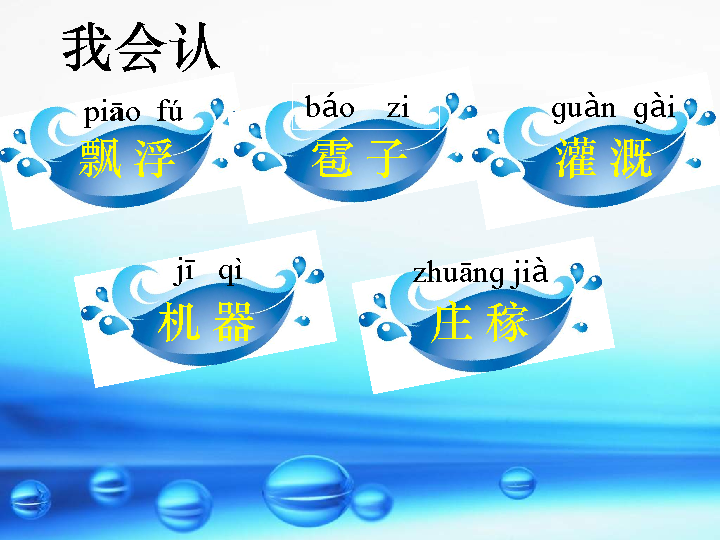 我会认
piāo fú   báo zi   guàn gài
飘浮   雹子   灌溉
jī qì   zhuāng jià
机器   庄稼